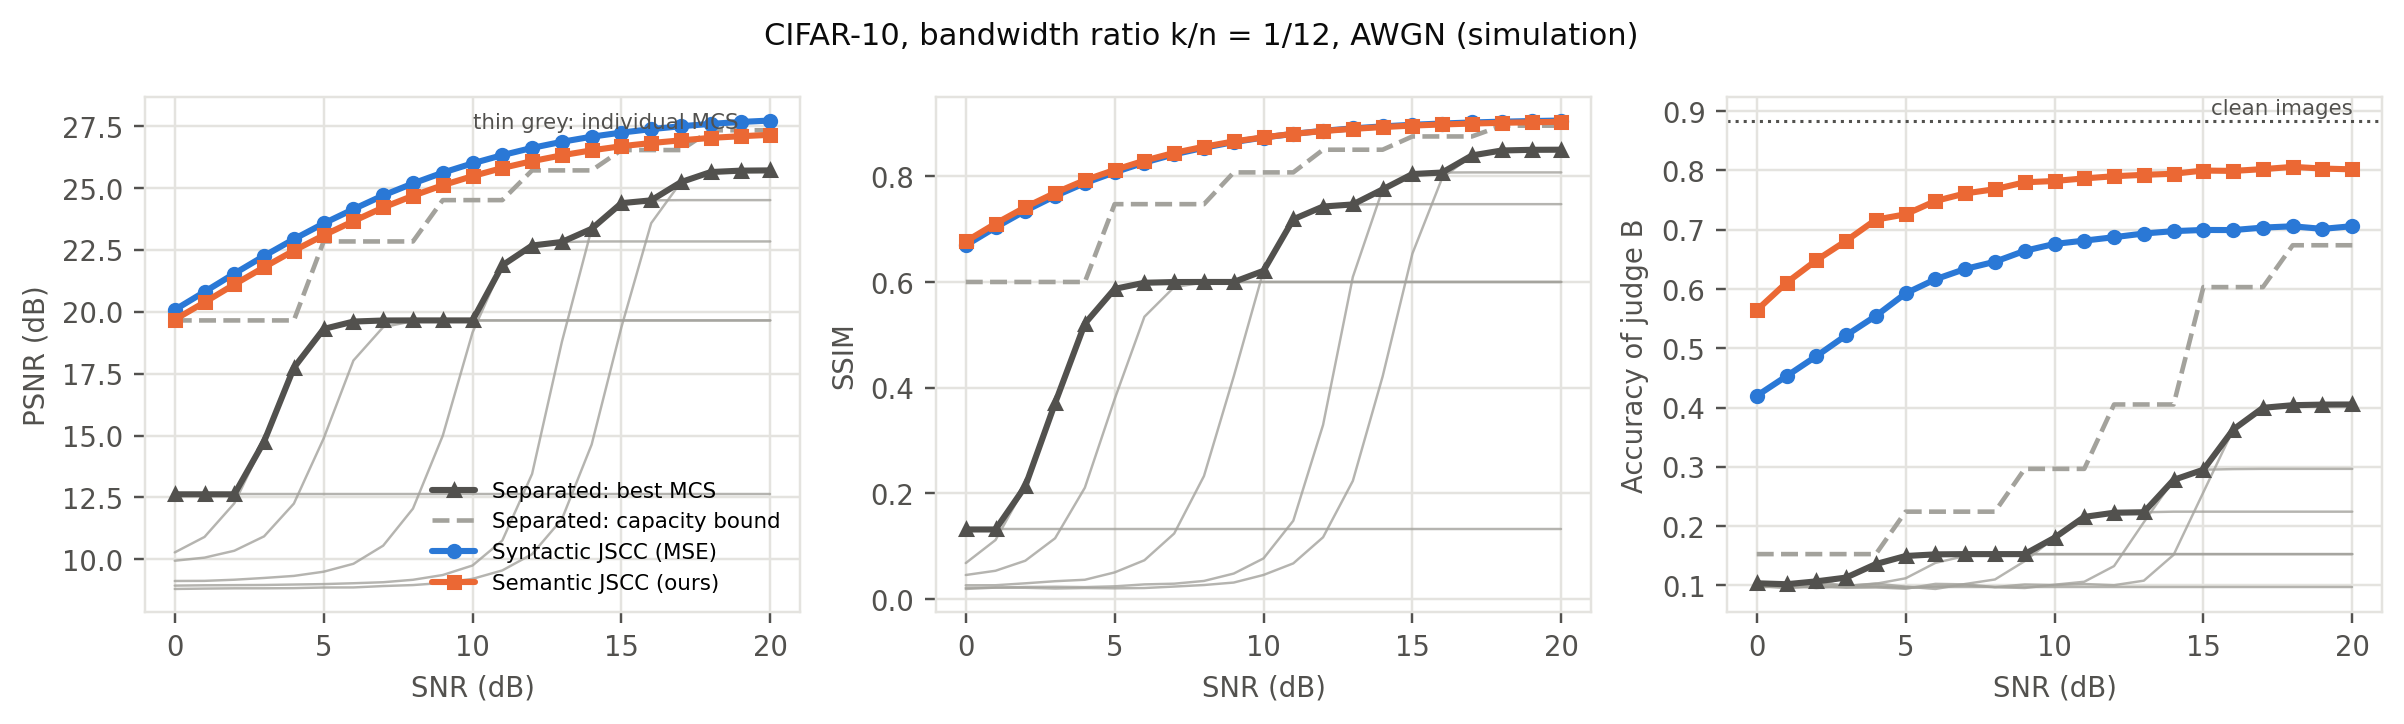 CIFAR-10, bandwidth ratio k/n = 1/12, AWGN (simulation)
PSNR (dB)
27.5
25.0
22.5
20.0
17.5
15.0
12.5
10.0
thin grey: individual MCS
Separated: best MCS
Separated: capacity bound
Syntactic JSCC (MSE)
Semantic JSCC (ours)
0 5 10 15 20
SNR (dB)
SSIM
0.8
0.6
0.4
0.2
0.0
0 5 10 15 20
SNR (dB)
Accuracy of judge B
0.9
0.8
0.7
0.6
0.5
0.4
0.3
0.2
0.1
clean images
0 5 10 15 20
SNR (dB)